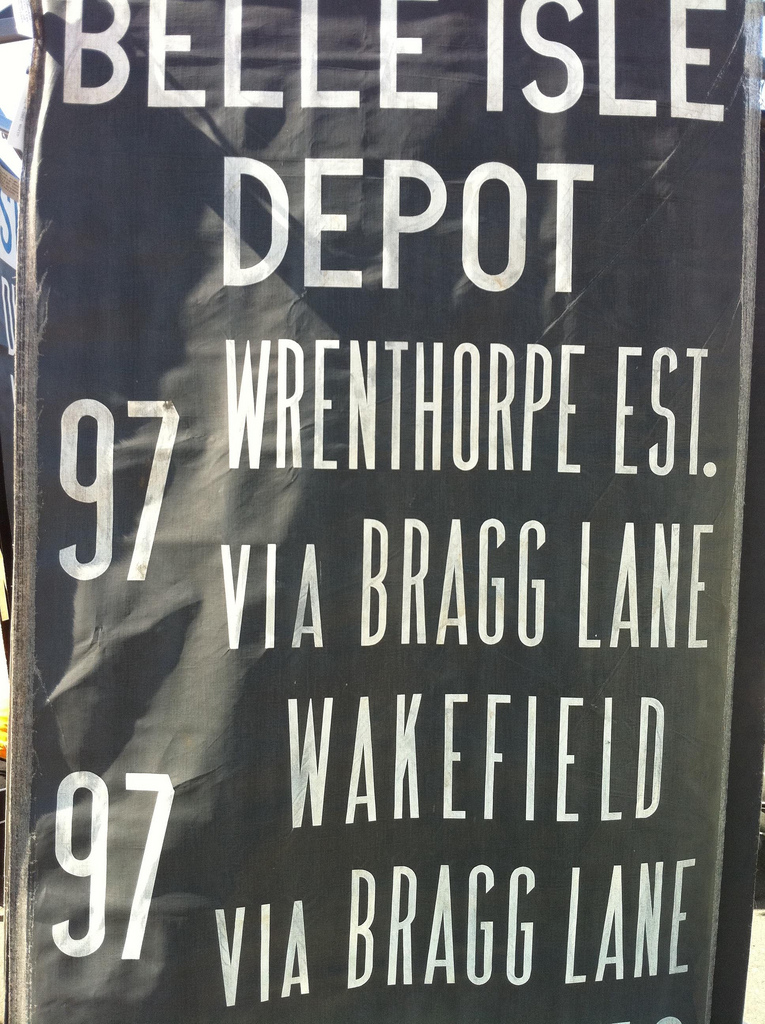 BELLE ISLE
DEPOT
97 WRENTHORPE EST.
VIA BRAGG LANE
WAKEFIELD
97 VIA BRAGG LANE